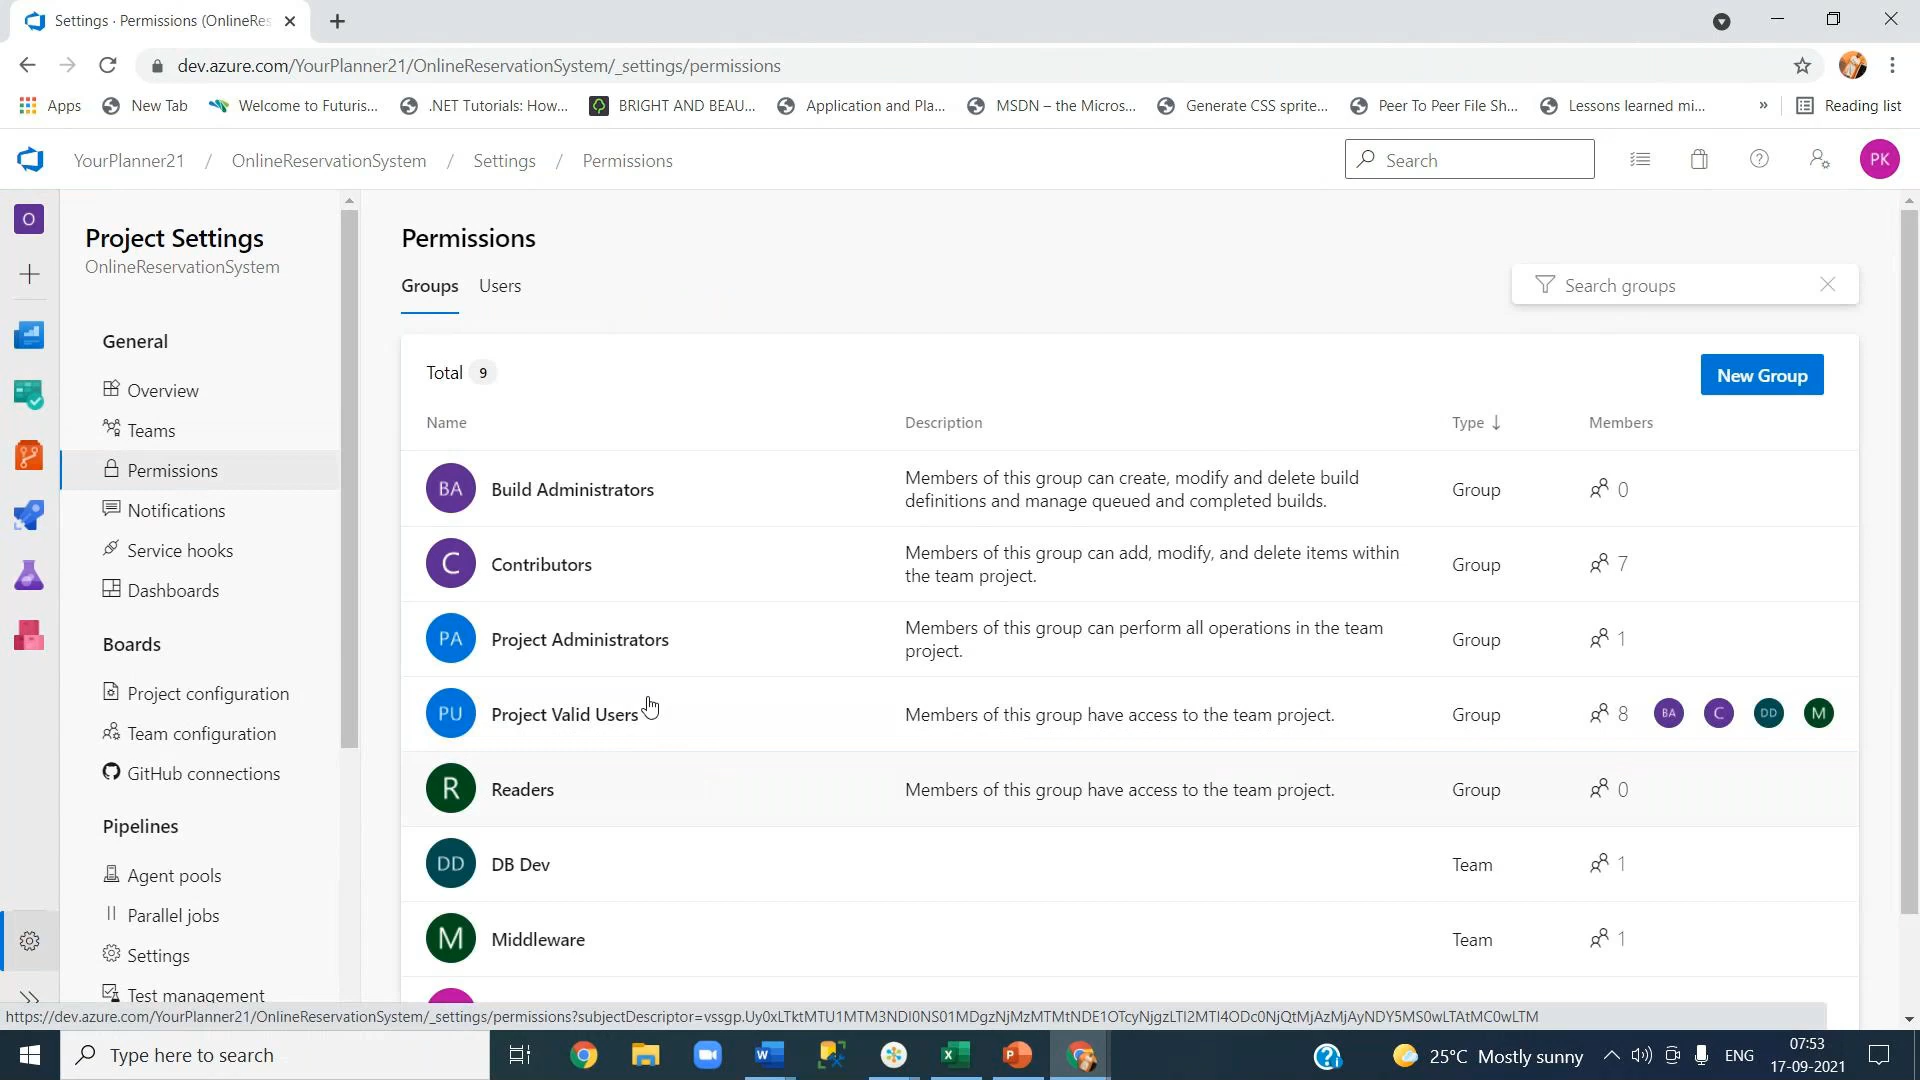 Settings · Permissions (OnlineRes
dev.azure.com/YourPlanner21/OnlineReservationSystem/_settings/permissions
Apps New Tab Welcome to Futuris... .NET Tutorials: How... BRIGHT AND BEAU... Application and Pla... MSDN – the Micros... Generate CSS sprite... Peer To Peer File Sh... Lessons learned mi... » Reading list
YourPlanner21 / OnlineReservationSystem / Settings / Permissions Search PK
O
Project Settings
OnlineReservationSystem
General
Overview
Teams
Permissions
Notifications
Service hooks
Dashboards
Boards
Project configuration
Team configuration
GitHub connections
Pipelines
Agent pools
Parallel jobs
Settings
Test management
Permissions
Groups Users
Search groups
Total 9
New Group
Name Description Type ↓ Members
BA Build Administrators Members of this group can create, modify and delete build Group 0
definitions and manage queued and completed builds.
C Contributors Members of this group can add, modify, and delete items within Group 7
the team project.
PA Project Administrators Members of this group can perform all operations in the team Group 1
project.
PU Project Valid Users Members of this group have access to the team project. Group 8 BA C DD M
R Readers Members of this group have access to the team project. Group 0
DD DB Dev Team 1
M Middleware Team 1
https://dev.azure.com/YourPlanner21/OnlineReservationSystem/_settings/permissions?subjectDescriptor=vssgp.Uy0xLTktMTU1MTM3NDI0NS01MDgzNjMzMTMtNDE1OTcyNjgzLTI2MTI4ODc0NjQtMjAzMjAyNDY5MS0wLTAtMC0wLTM
Type here to search
25°C Mostly sunny ENG
07:53
17-09-2021